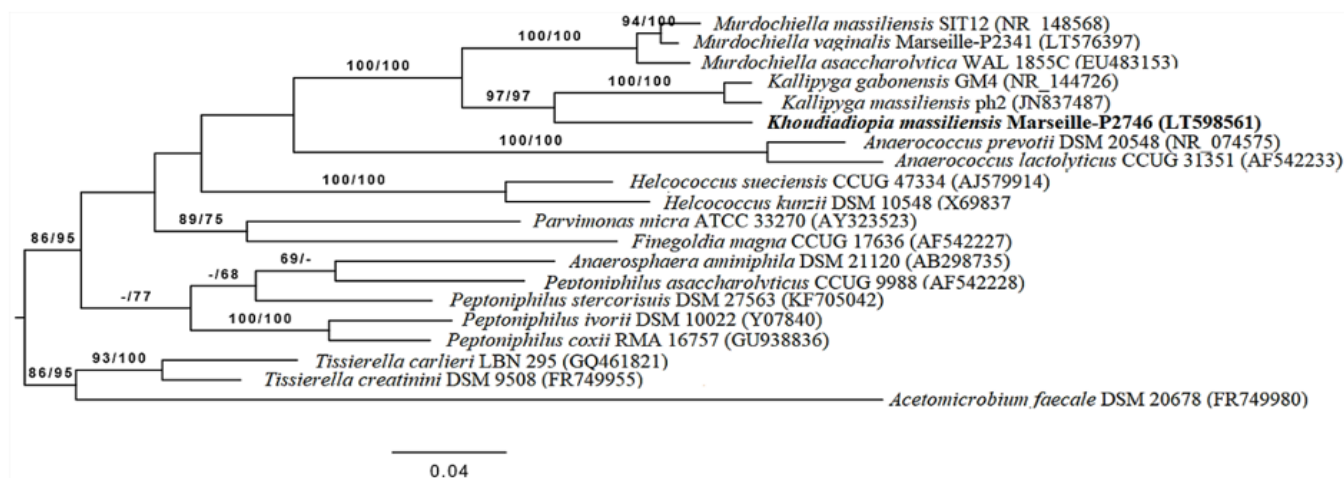 94/100
Murdochiella massiliensis SIT12 (NR_148568)
100/100
Murdochiella vaginalis Marseille-P2341 (LT576397)
100/100
Murdochiella asaccharolytica WAL 1855C (EU483153)
100/100
Kallipyga gabonensis GM4 (NR_144726)
97/97
Kallipyga massiliensis ph2 (JN837487)
Khoudiadiopia massiliensis Marseille-P2746 (LT598561)
100/100
Anaerococcus prevotii DSM 20548 (NR_074575)
Anaerococcus lactolyticus CCUG 31351 (AF542233)
100/100
Helcococcus sueciensis CCUG 47334 (AJ579914)
Helcococcus kunzii DSM 10548 (X69837
89/75
Parvimonas micra ATCC 33270 (AY323523)
86/95
Finegoldia magna CCUG 17636 (AF542227)
69/-
Anaerosphaera aminiphila DSM 21120 (AB298735)
-/68
Peptoniphilus asaccharolyticus CCUG 9988 (AF542228)
-/77
Peptoniphilus stercorisuis DSM 27563 (KF705042)
100/100
Peptoniphilus ivorii DSM 10022 (Y07840)
Peptoniphilus coxii RMA 16757 (GU938836)
93/100
Tissierella carlieri LBN 295 (GQ461821)
86/95
Tissierella creatinini DSM 9508 (FR749955)
Acetomicrobium faecale DSM 20678 (FR749980)
0.04